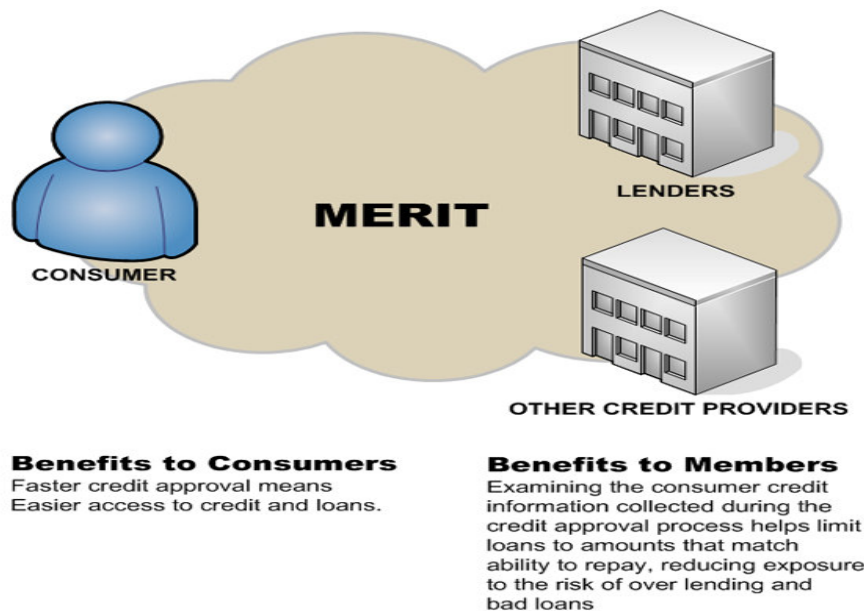 MERIT
CONSUMER
LENDERS
OTHER CREDIT PROVIDERS
Benefits to Consumers
Faster credit approval means
Easier access to credit and loans.
Benefits to Members
Examining the consumer credit
information collected during the
credit approval process helps limit
loans to amounts that match
ability to repay, reducing exposure
to the risk of over lending and
bad loans